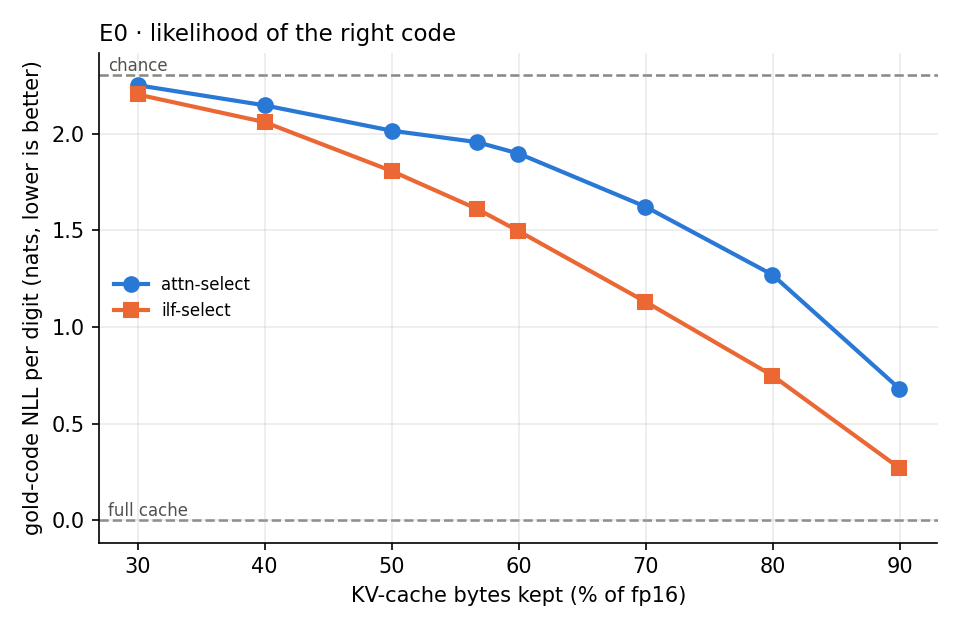 E0 · likelihood of the right code
chance
2.0
1.5
1.0
0.5
0.0
gold-code NLL per digit (nats, lower is better)
attn-select
ilf-select
full cache
30 40 50 60 70 80 90
KV-cache bytes kept (% of fp16)